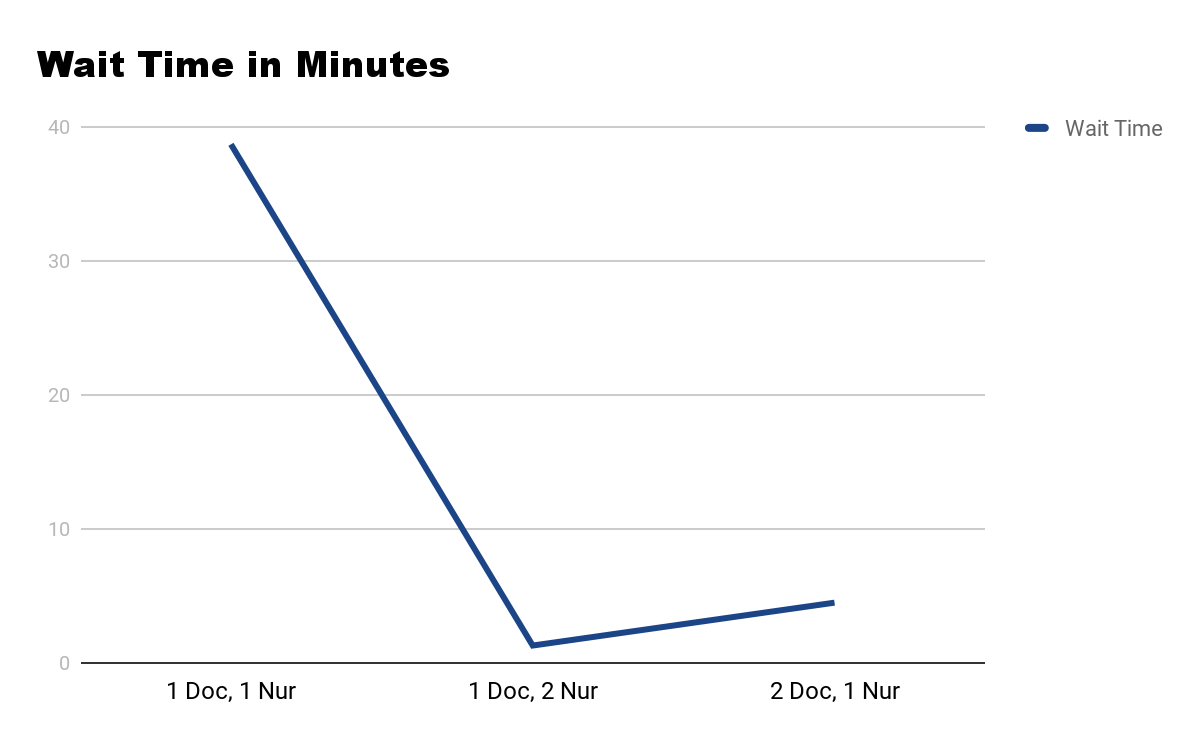 Wait Time in Minutes
40
Wait Time
30
20
10
0
1 Doc, 1 Nur
1 Doc, 2 Nur
2 Doc, 1 Nur